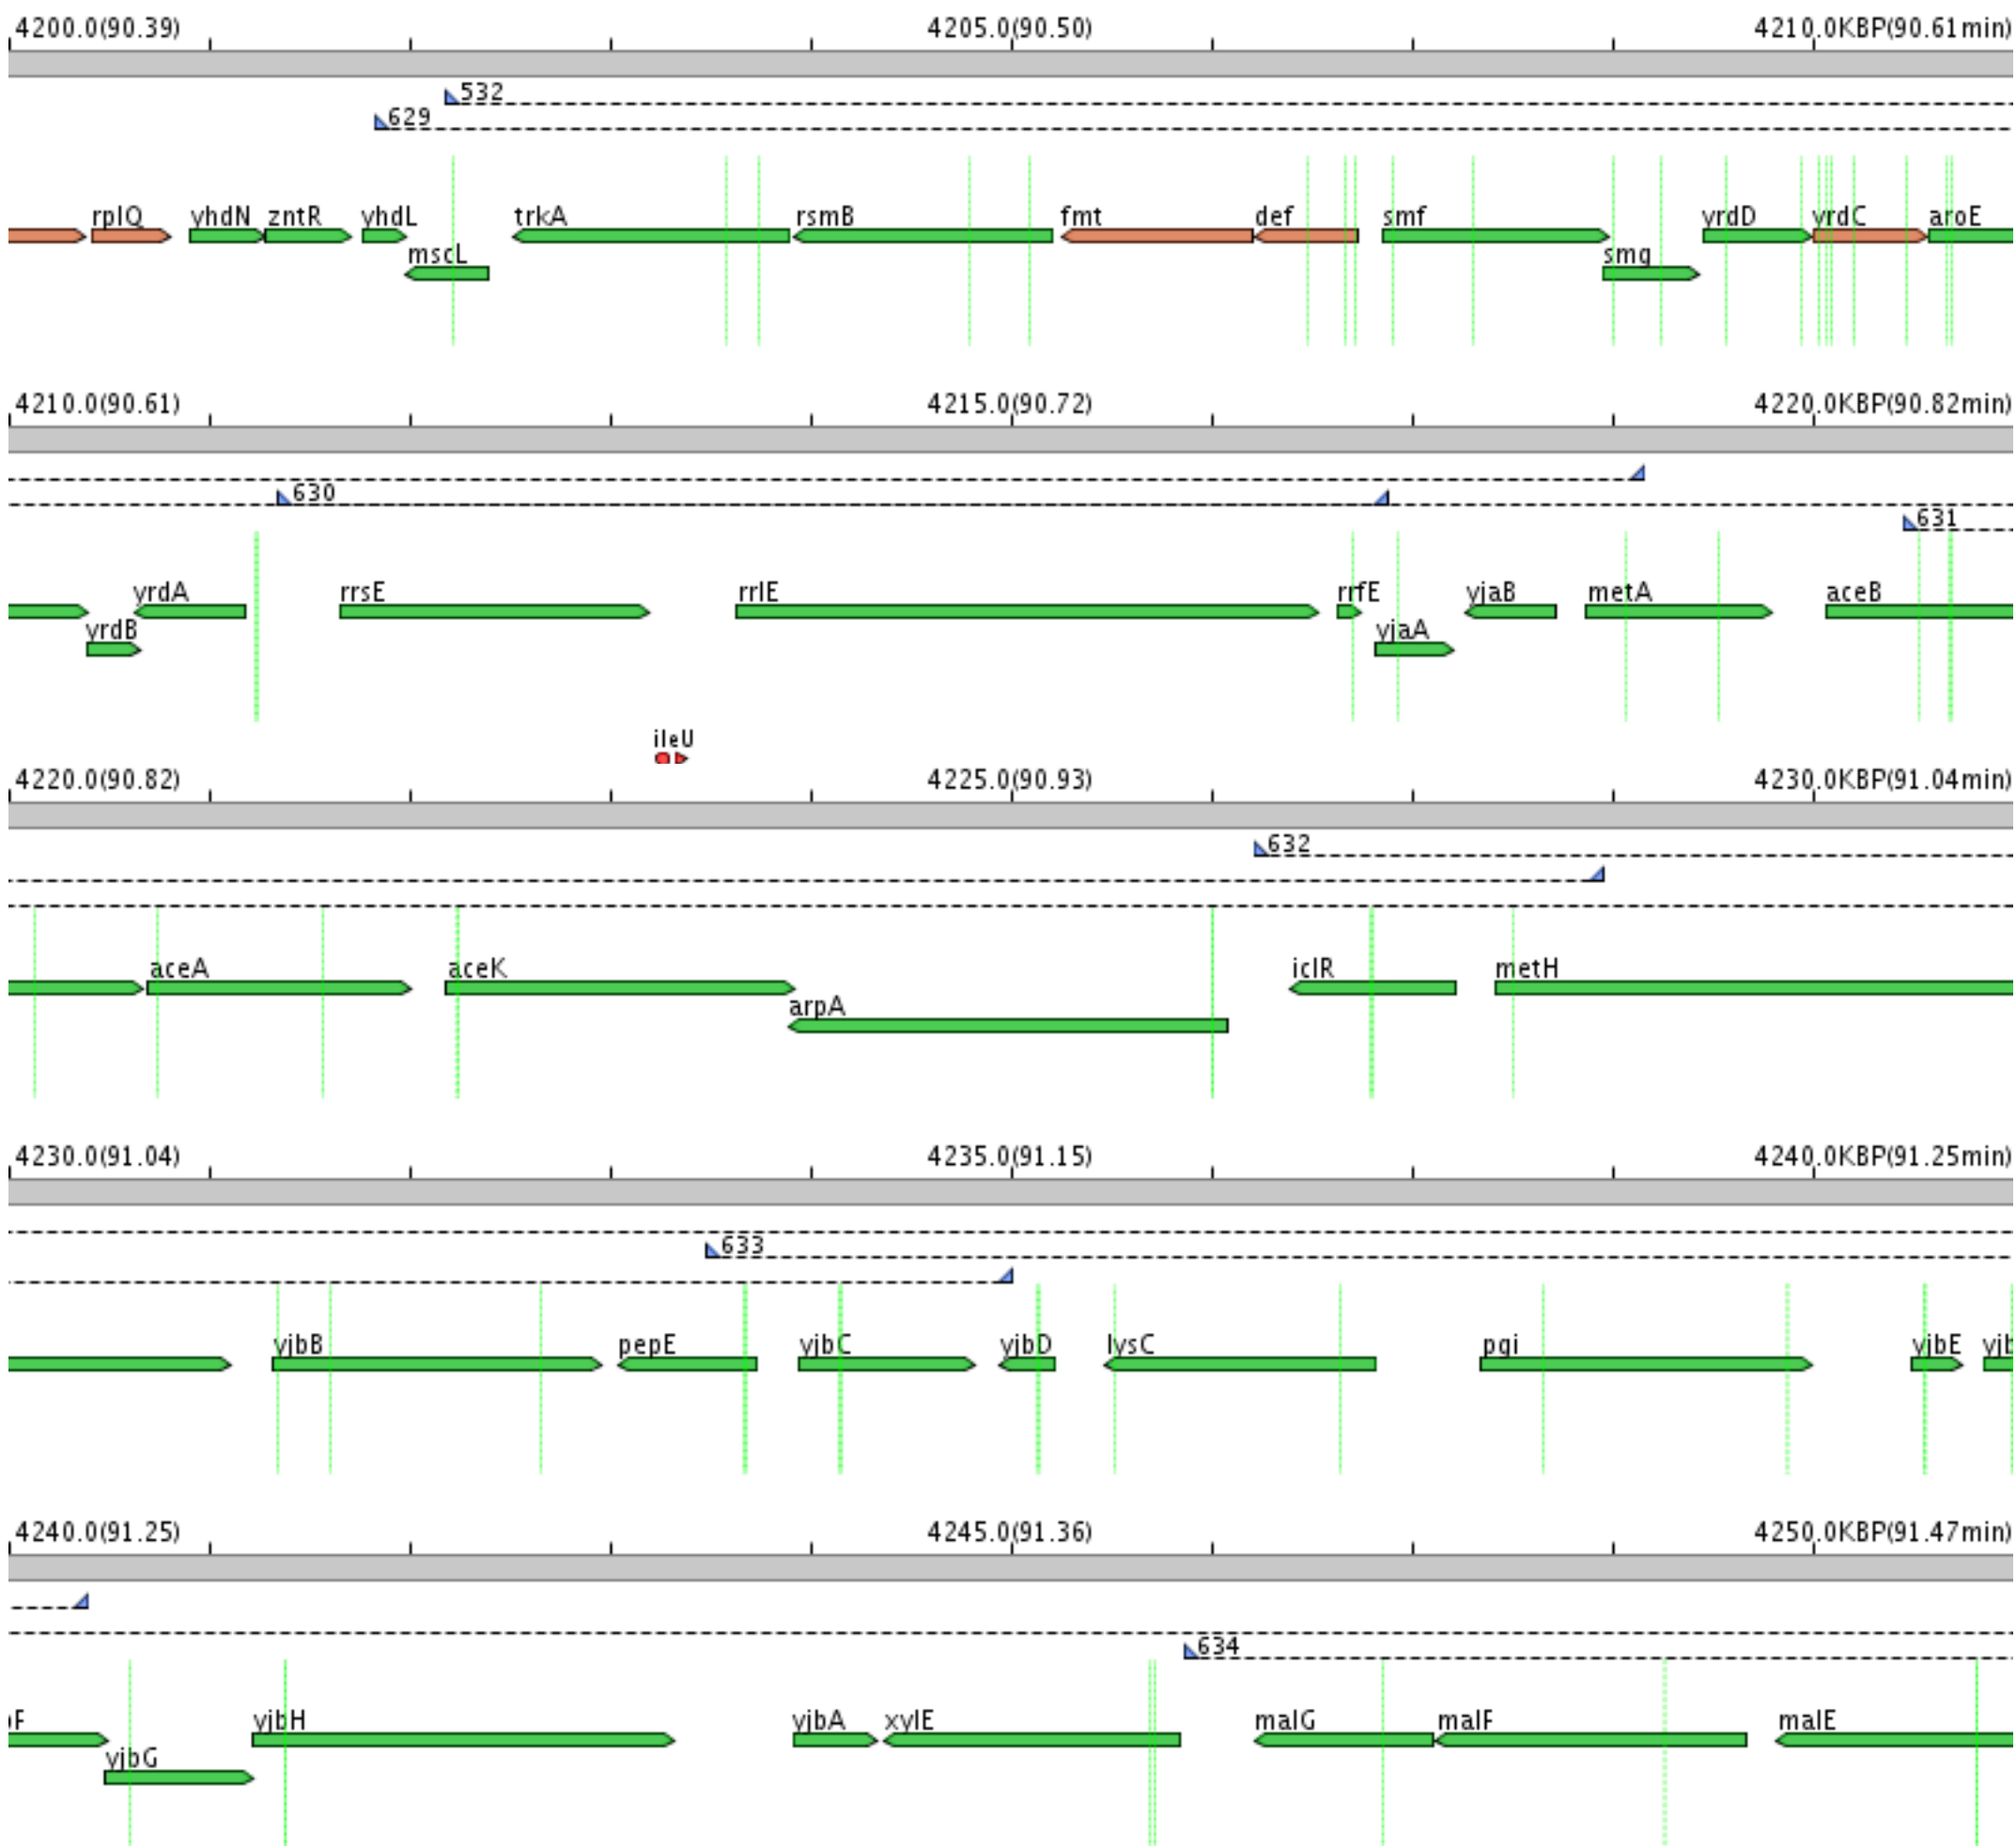 4200.0(90.39) 4205.0(90.50) 4210.0KBP(90.61min)
532
629
rplQ yhdN zntR yhdL trkA rsmB fmt def smf yrdD yrdC aroE
mscL smg
4210.0(90.61) 4215.0(90.72) 4220.0KBP(90.82min)
630
631
yrdA rrsE rrlE rrfE yjaB metA aceB
yrdB yjaA
ileU
4220.0(90.82) 4225.0(90.93) 4230.0KBP(91.04min)
632
aceA aceK iclR metH
arpA
4230.0(91.04) 4235.0(91.15) 4240.0KBP(91.25min)
633
yjbB pepE yjbC yjbD lysC pgi yjbE yjb
4240.0(91.25) 4245.0(91.36) 4250.0KBP(91.47min)
634
F yjbH yjbA xylE malG malF malE
yjbG